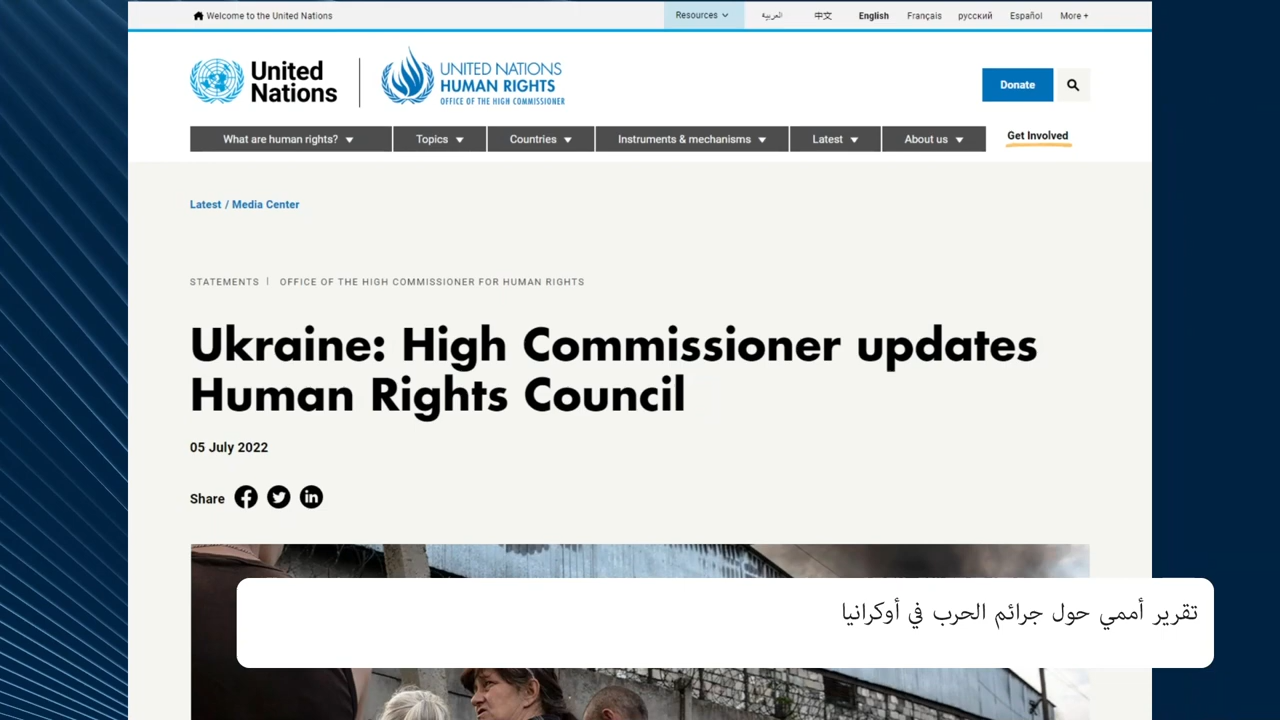 Welcome to the United Nations
Resources
العربية
中文
English
Français
русский
Español
More +
United
Nations
UNITED NATIONS
HUMAN RIGHTS
OFFICE OF THE HIGH COMMISSIONER
Donate
What are human rights?
Topics
Countries
Instruments & mechanisms
Latest
About us
Get Involved
Latest / Media Center
STATEMENTS | OFFICE OF THE HIGH COMMISSIONER FOR HUMAN RIGHTS
Ukraine: High Commissioner updates
Human Rights Council
05 July 2022
Share
تقرير أممي حول جرائم الحرب في أوكرانيا